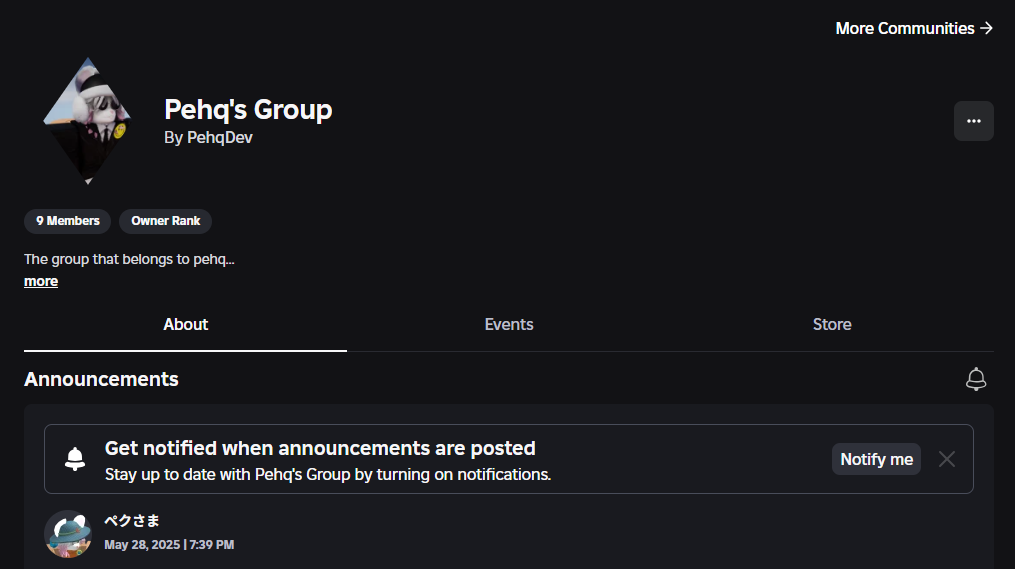 More Communities →
Pehq's Group
By PehqDev
9 Members Owner Rank
The group that belongs to pehq...
more
About Events Store
Announcements
Get notified when announcements are posted
Stay up to date with Pehq's Group by turning on notifications.
Notify me
ペクさま
May 28, 2025 | 7:39 PM